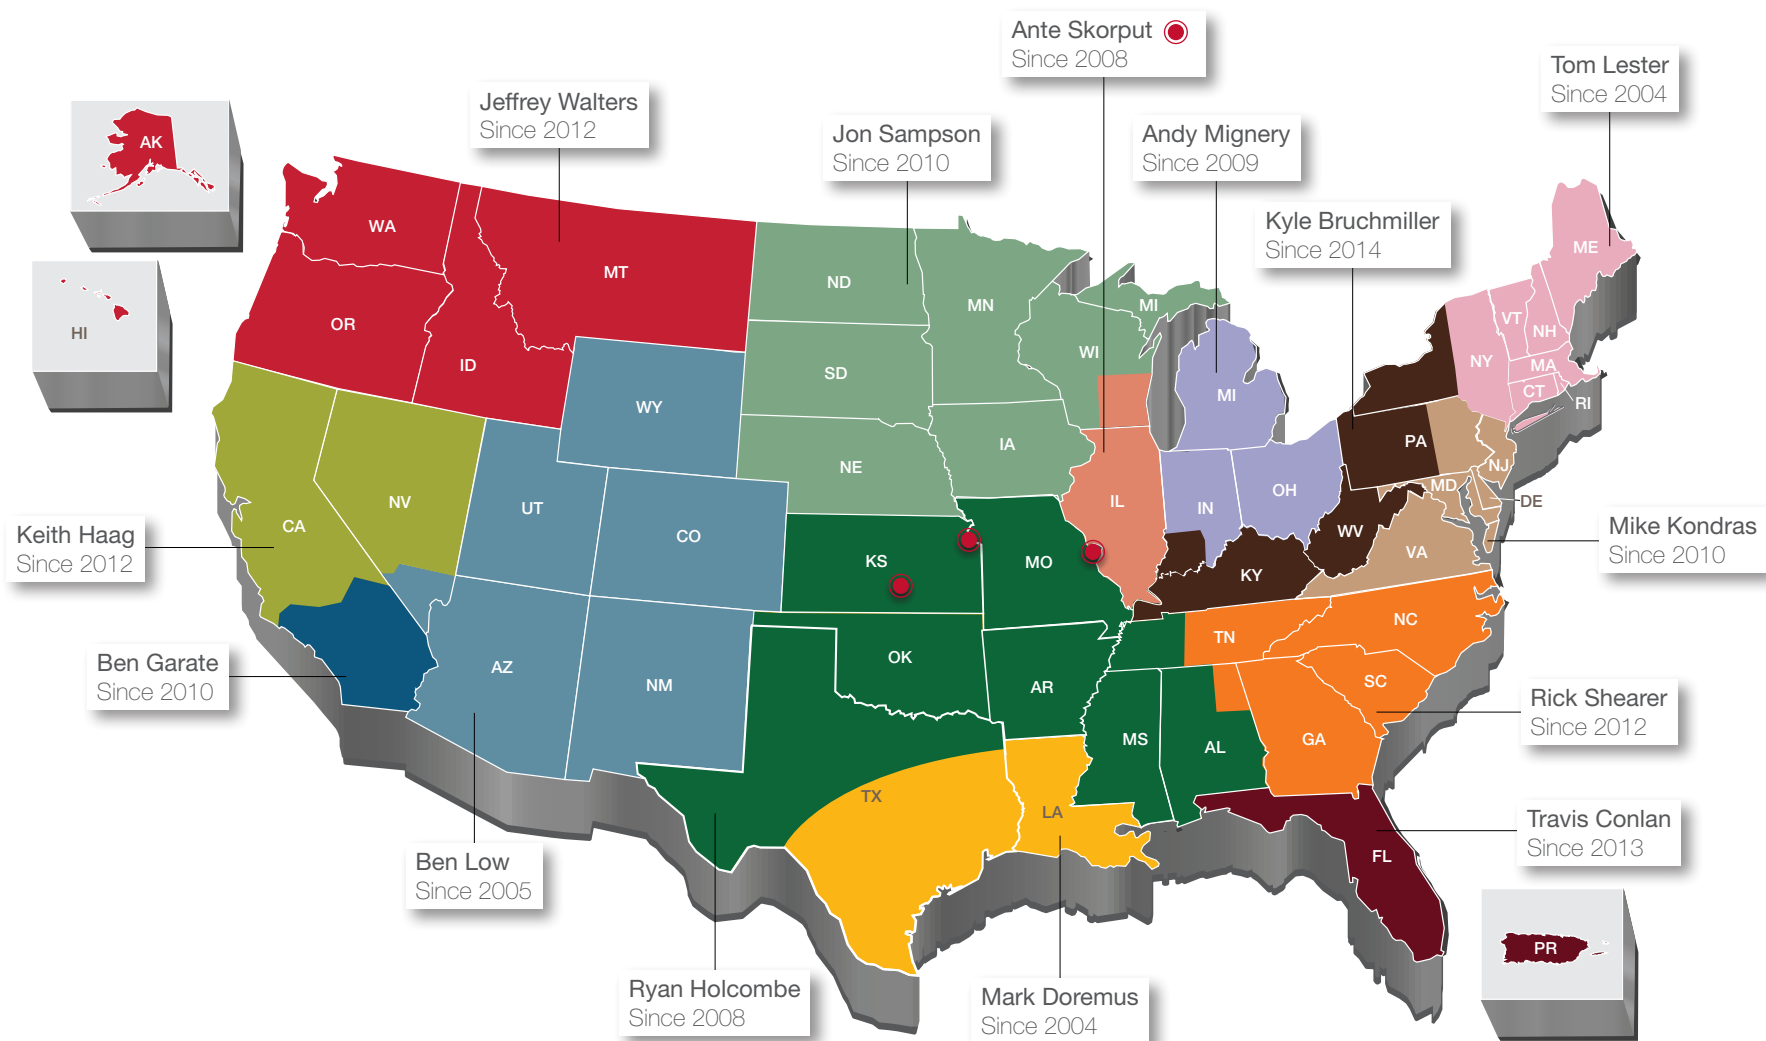 Ante Skorput
Since 2008
Tom Lester
Since 2004
Jeffrey Walters
Since 2012
Jon Sampson
Since 2010
Andy Mignery
Since 2009
Kyle Bruchmiller
Since 2014
AK
HI
WA
MT
OR
ID
ND
MN
MI
WI
SD
WY
IA
NE
MI
ME
VT
NH
NY
MA
CT
RI
PA
NJ
MD
DE
NV
CA
UT
CO
KS
MO
IL
IN
OH
WV
KY
VA
Keith Haag
Since 2012
Mike Kondras
Since 2010
Ben Garate
Since 2010
AZ
NM
OK
AR
TN
NC
SC
MS
AL
GA
Rick Shearer
Since 2012
TX
LA
FL
Travis Conlan
Since 2013
Ben Low
Since 2005
PR
Ryan Holcombe
Since 2008
Mark Doremus
Since 2004